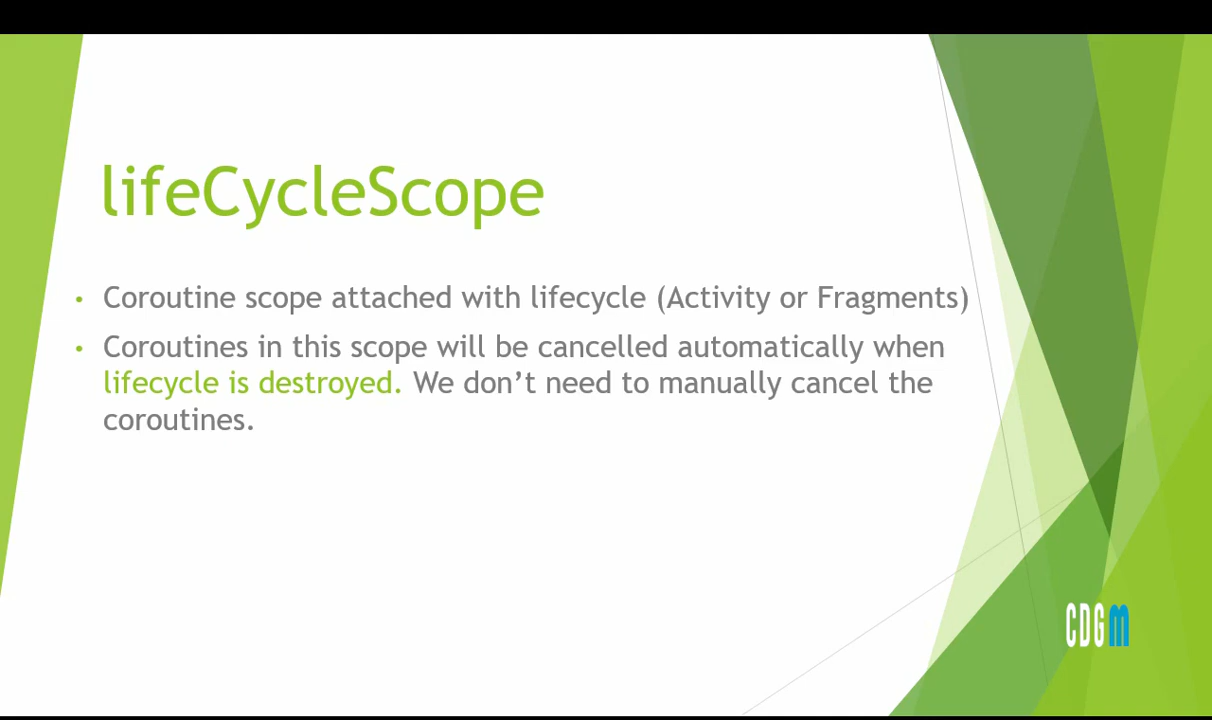 lifeCycleScope
• Coroutine scope attached with lifecycle (Activity or Fragments)
• Coroutines in this scope will be cancelled automatically when
lifecycle is destroyed. We don’t need to manually cancel the
coroutines.
CDGm